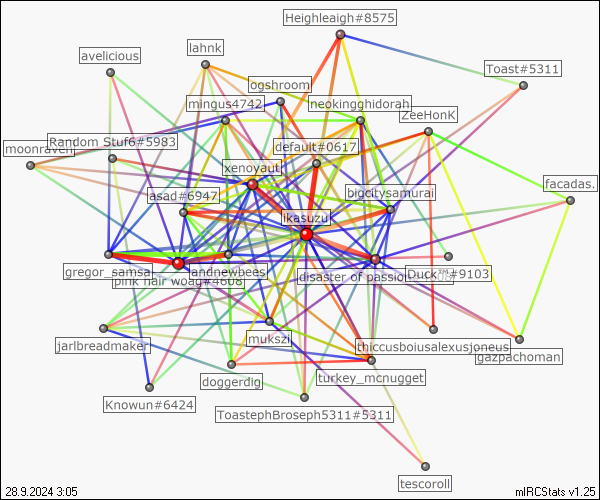 Heighleaigh#8575
lahnk
avelicious
Toast#5311
ogshroom
mingus4742
neokingghidorah
ZeeHonK
Random Stuf6#5983
default#0617
moonraven
xenoyaut
facadas.
asad#6947
bigcitysamurai
ikasuzuk
gregor_samsa
andnewbees
Duck™#9103
pink hair woag#4608
disaster of passion
mukszi
thiccusboiusalexusjoneus
jarlbreadmaker
gazpachoman
doggerdig
turkey_mcnugget
Knowun#6424
ToastephBroseph5311#5311
tescoroll
28.9.2024 3:05
mIRCStats v1.25